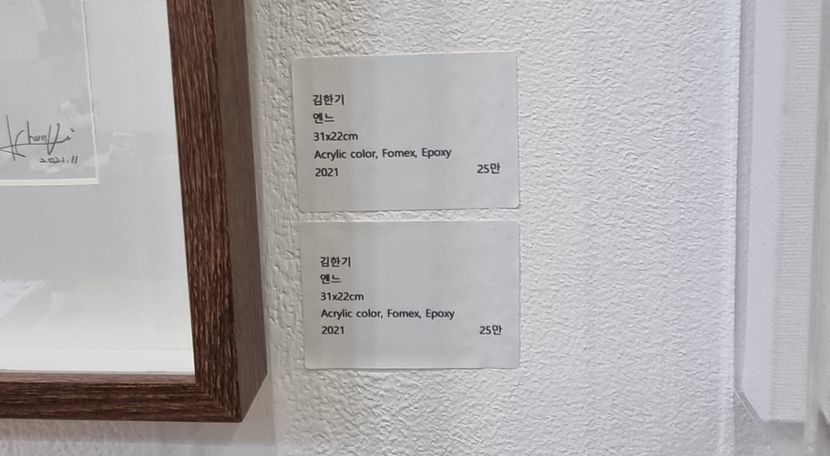 2021.11
김한기
엔느
31x22cm
Acrylic color, Fomex, Epoxy
2021 25만
김한기
엔느
31x22cm
Acrylic color, Fomex, Epoxy
2021 25만